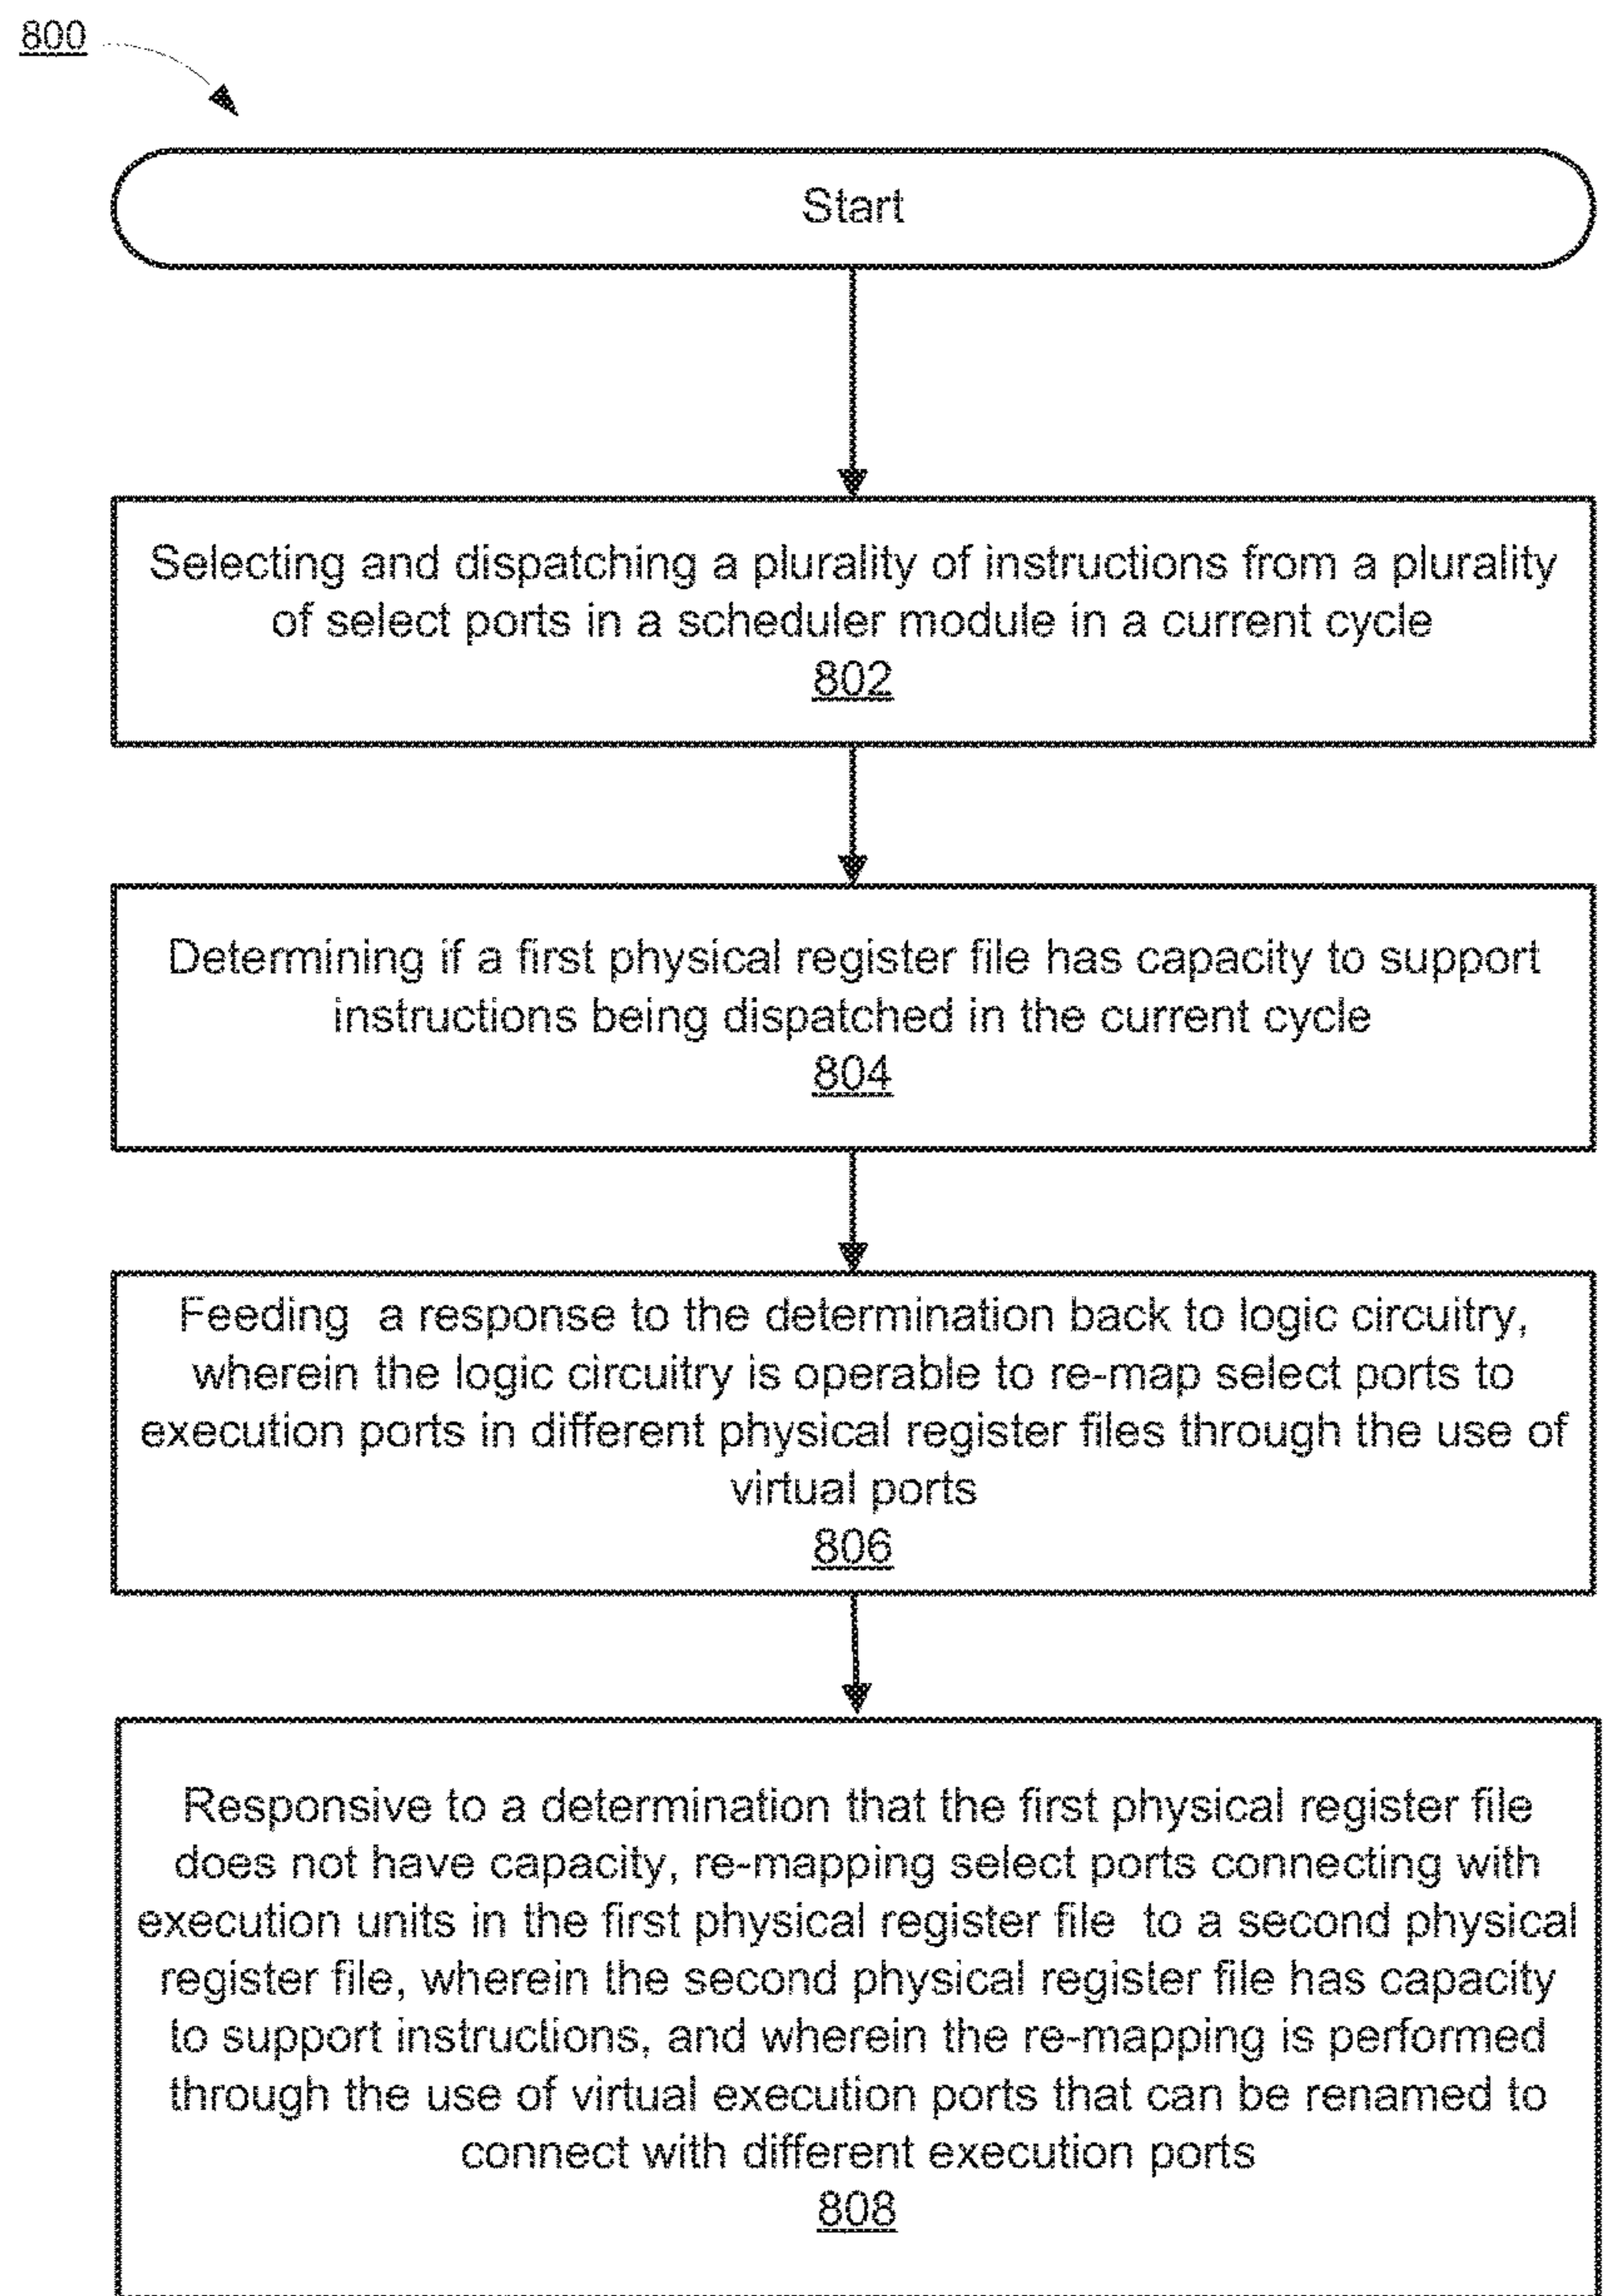 800
Start
Selecting and dispatching a plurality of instructions from a plurality
of select ports in a scheduler module in a current cycle
802
Determining if a first physical register file has capacity to support
instructions being dispatched in the current cycle
804
Feeding  a response to the determination back to logic circuitry,
wherein the logic circuitry is operable to re-map select ports to
execution ports in different physical register files through the use of
virtual ports
806
Responsive to a determination that the first physical register file
does not have capacity, re-mapping select ports connecting with
execution units in the first physical register file  to a second physical
register file, wherein the second physical register file has capacity
to support instructions, and wherein the re-mapping is performed
through the use of virtual execution ports that can be renamed to
connect with different execution ports
808